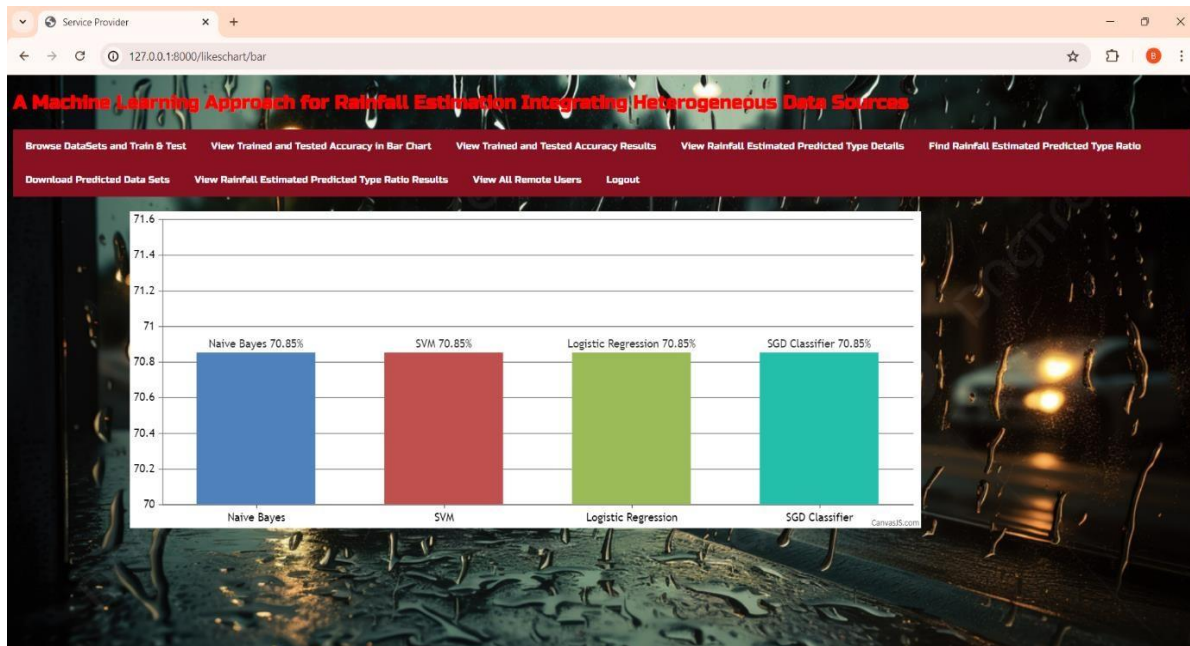 Service Provider
127.0.0.1:8000/likeschart/bar
B
A Machine Learning Approach for Rainfall Estimation Integrating Heterogeneous Data Sources
Browse DataSets and Train & Test View Trained and Tested Accuracy in Bar Chart View Trained and Tested Accuracy Results View Rainfall Estimated Predicted Type Details Find Rainfall Estimated Predicted Type Ratio
Download Predicted Data Sets View Rainfall Estimated Predicted Type Ratio Results View All Remote Users Logout
71.6
71.4
71.2
71
Naive Bayes 70.85% SVM 70.85% Logistic Regression 70.85% SGD Classifier 70.85%
70.8
70.6
70.4
70.2
70
Naive Bayes SVM Logistic Regression SGD Classifier
CanvasJS.com